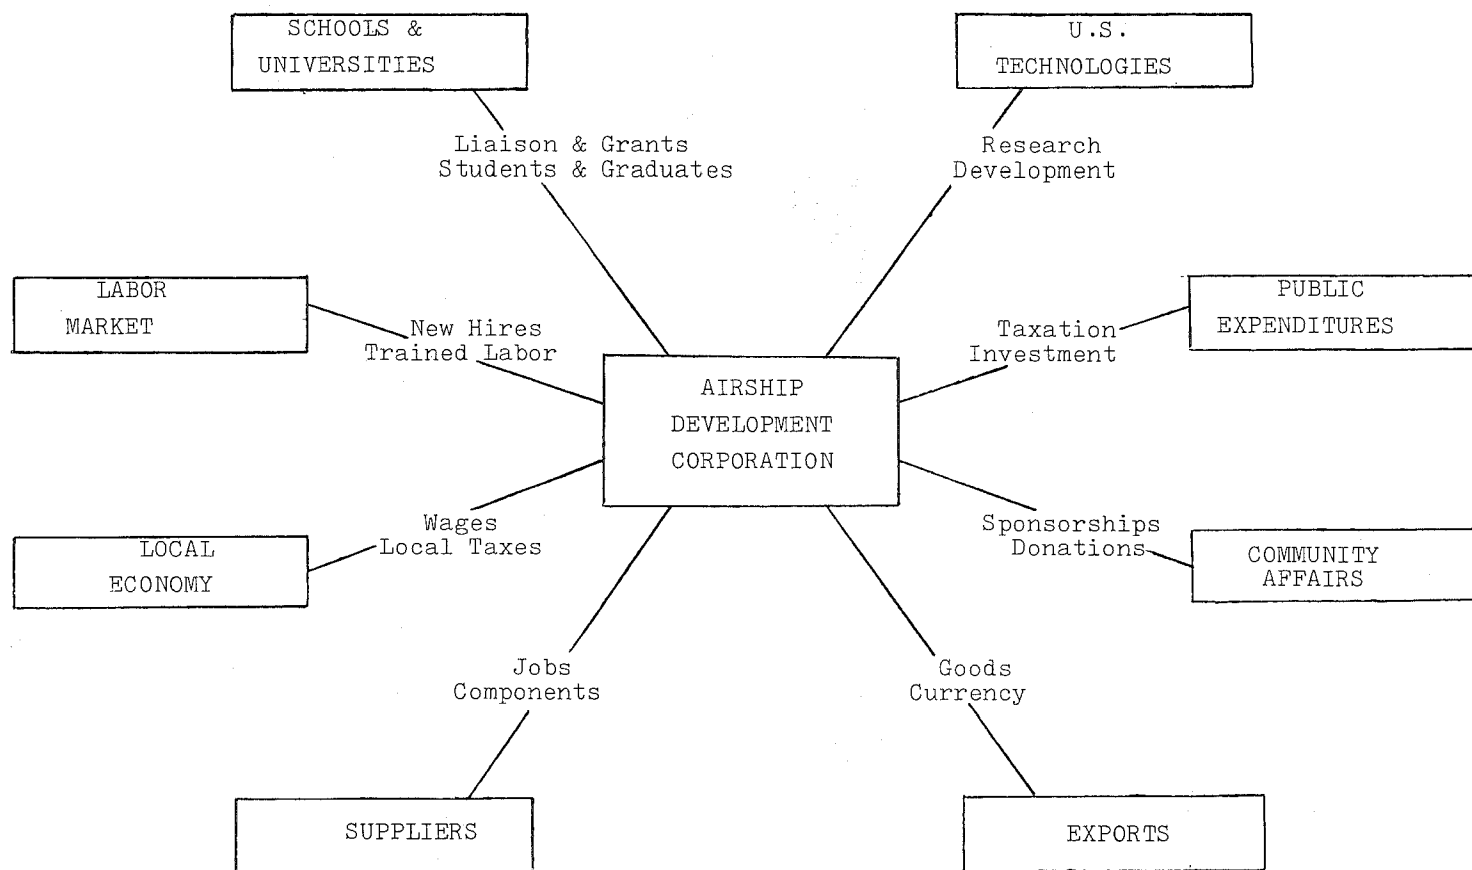 SCHOOLS &
UNIVERSITIES
U.S.
TECHNOLOGIES
Liaison & Grants
Students & Graduates
Research
Development
LABOR
MARKET
New Hires
Trained Labor
Taxation
Investment
PUBLIC
EXPENDITURES
AIRSHIP
DEVELOPMENT
CORPORATION
Wages
Local Taxes
LOCAL
ECONOMY
Sponsorships
Donations
COMMUNITY
AFFAIRS
Jobs
Components
Goods
Currency
SUPPLIERS
EXPORTS